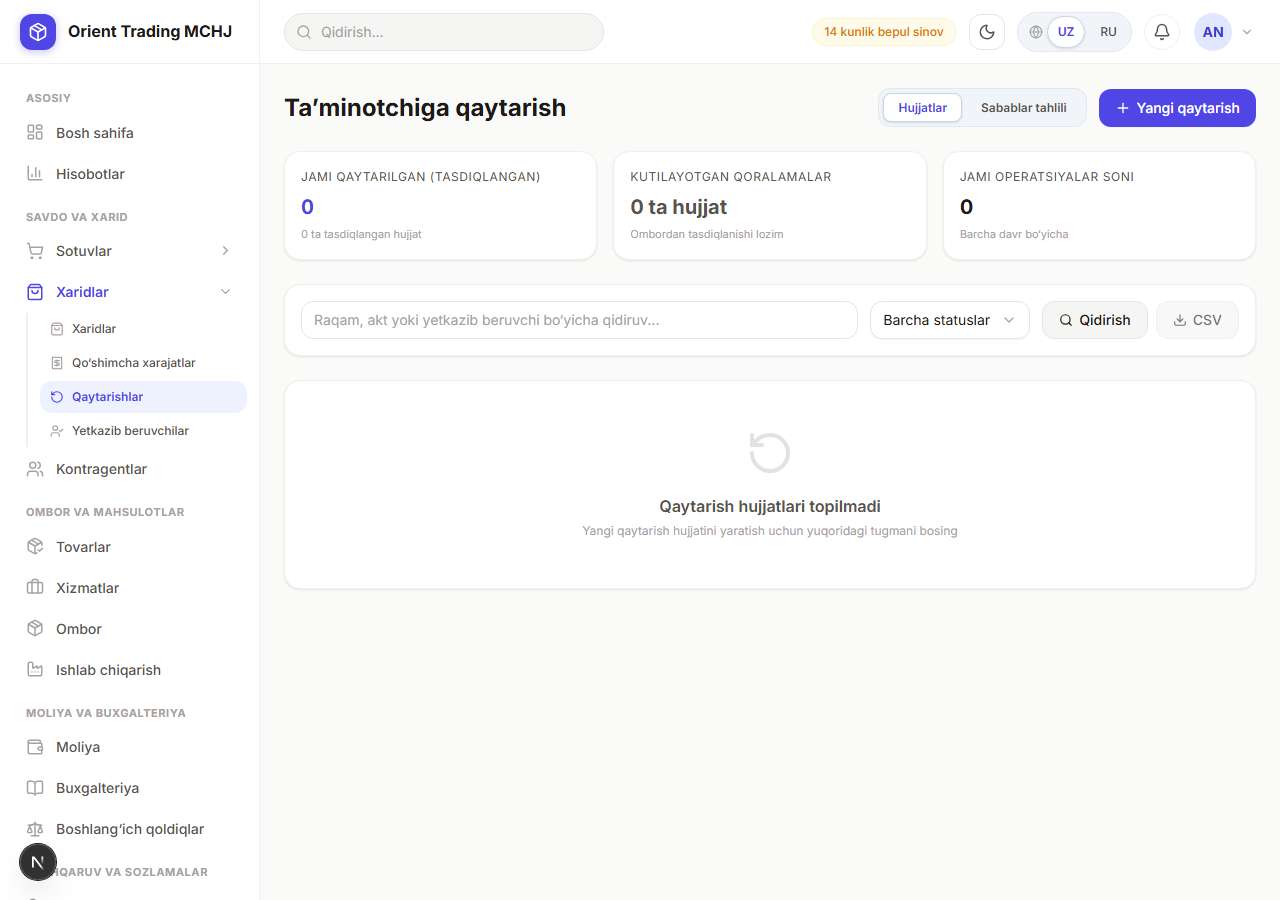 Orient Trading MCHJ
Qidirish...
14 kunlik bepul sinov
UZ
RU
AN
ASOSIY
Bosh sahifa
Hisobotlar
SAVDO VA XARID
Sotuvlar
Xaridlar
Xaridlar
Qo‘shimcha xarajatlar
Qaytarishlar
Yetkazib beruvchilar
Kontragentlar
OMBOR VA MAHSULOTLAR
Tovarlar
Xizmatlar
Ombor
Ishlab chiqarish
MOLIYA VA BUXGALTERIYA
Moliya
Buxgalteriya
Boshlang‘ich qoldiqlar
N
QARUV VA SOZLAMALAR
Ta’minotchiga qaytarish
Hujjatlar
Sabablar tahlili
Yangi qaytarish
JAMI QAYTARILGAN (TASDIQLANGAN)
0
0 ta tasdiqlangan hujjat
KUTILAYOTGAN QORALAMALAR
0 ta hujjat
Ombordan tasdiqlanishi lozim
JAMI OPERATSIYALAR SONI
0
Barcha davr bo‘yicha
Raqam, akt yoki yetkazib beruvchi bo‘yicha qidiruv...
Barcha statuslar
Qidirish
CSV
Qaytarish hujjatlari topilmadi
Yangi qaytarish hujjatini yaratish uchun yuqoridagi tugmani bosing